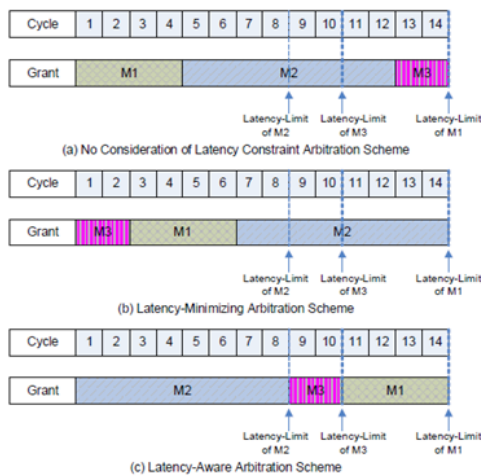 Cycle 1 2 3 4 5 6 7 8 9 10 11 12 13 14
Grant M1 M2 M3
Latency-Limit of M2 Latency-Limit of M3 Latency-Limit of M1
(a) No Consideration of Latency Constraint Arbitration Scheme
Cycle 1 2 3 4 5 6 7 8 9 10 11 12 13 14
Grant M3 M1 M2
Latency-Limit of M2 Latency-Limit of M3 Latency-Limit of M1
(b) Latency-Minimizing Arbitration Scheme
Cycle 1 2 3 4 5 6 7 8 9 10 11 12 13 14
Grant M2 M3 M1
Latency-Limit of M2 Latency-Limit of M3 Latency-Limit of M1
(c) Latency-Aware Arbitration Scheme